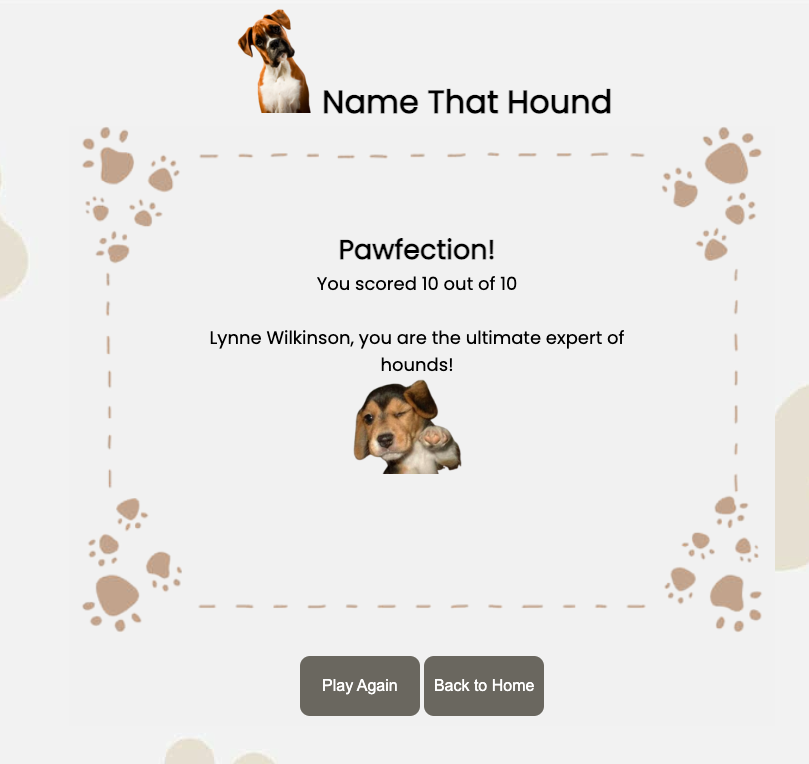 Name That Hound
Pawfection!
You scored 10 out of 10
Lynne Wilkinson, you are the ultimate expert of
hounds!
Play Again
Back to Home